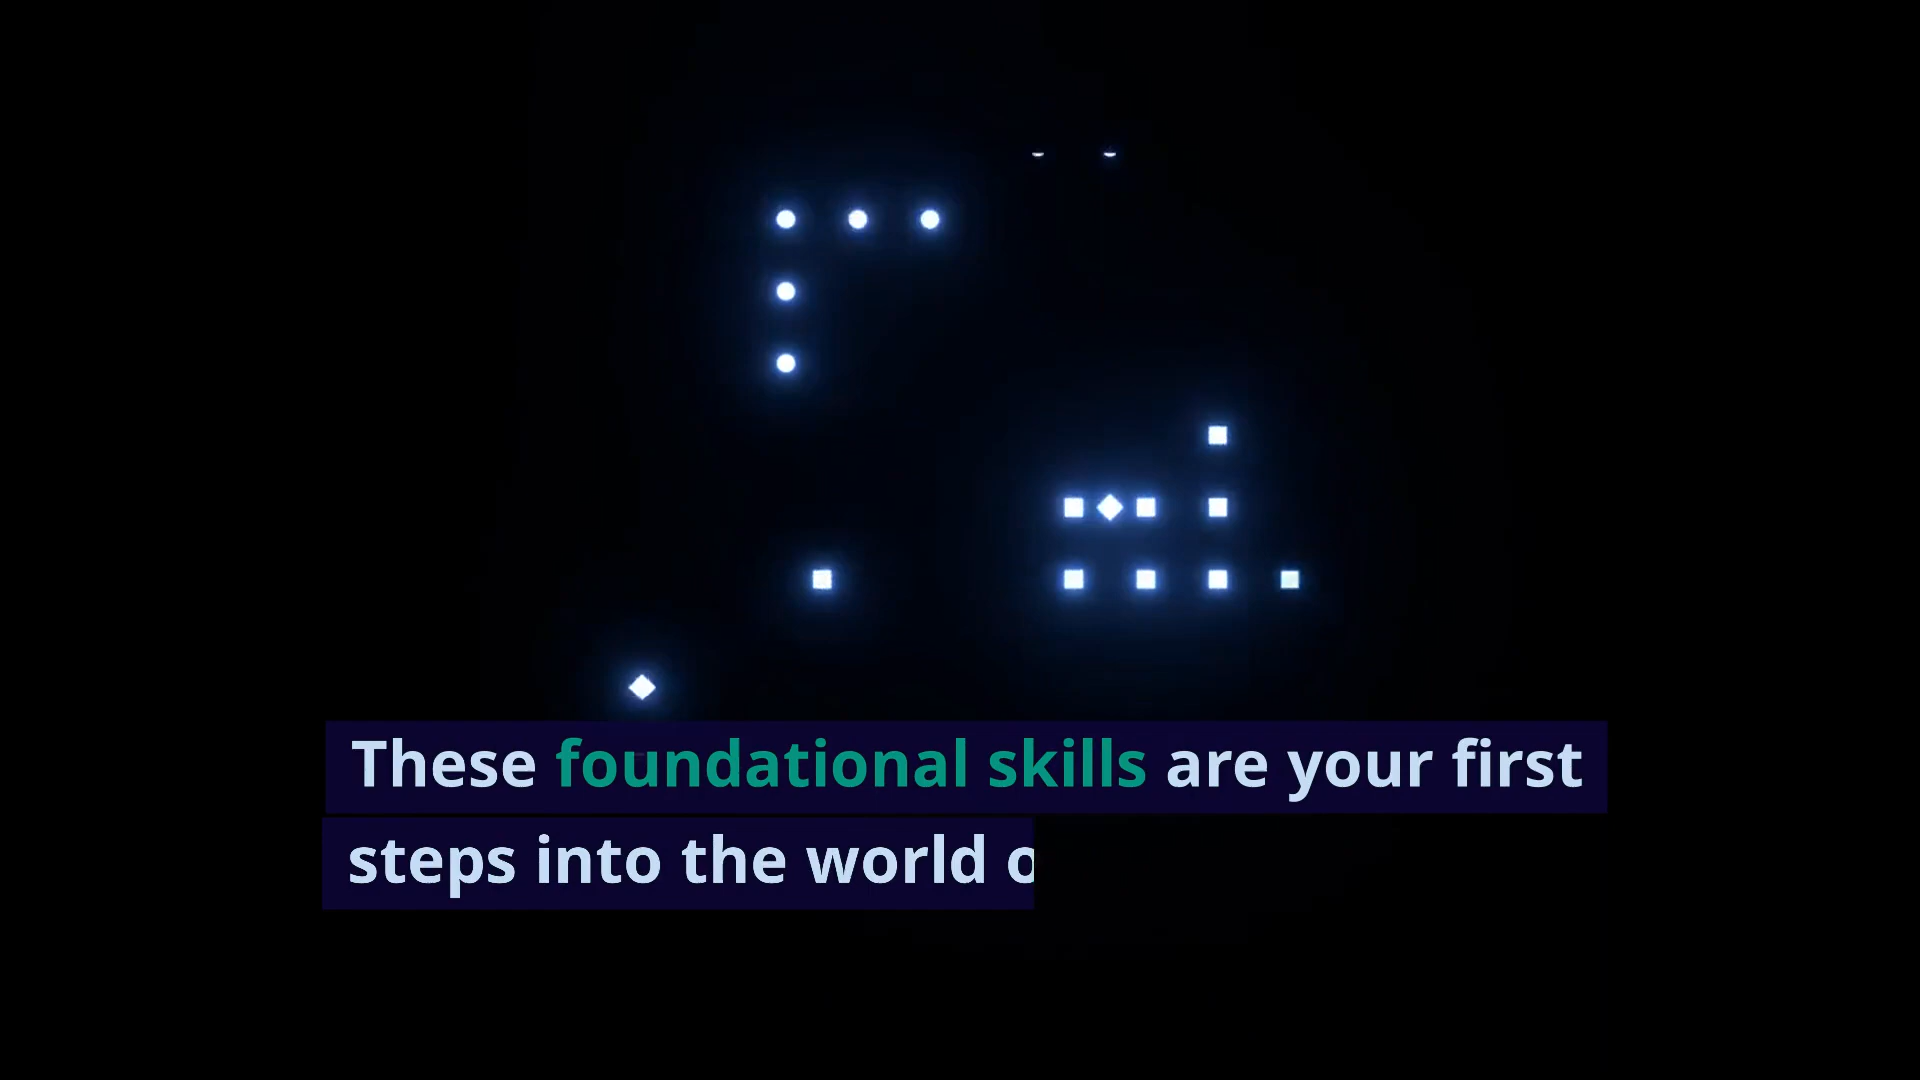 These foundational skills are your first
steps into the world